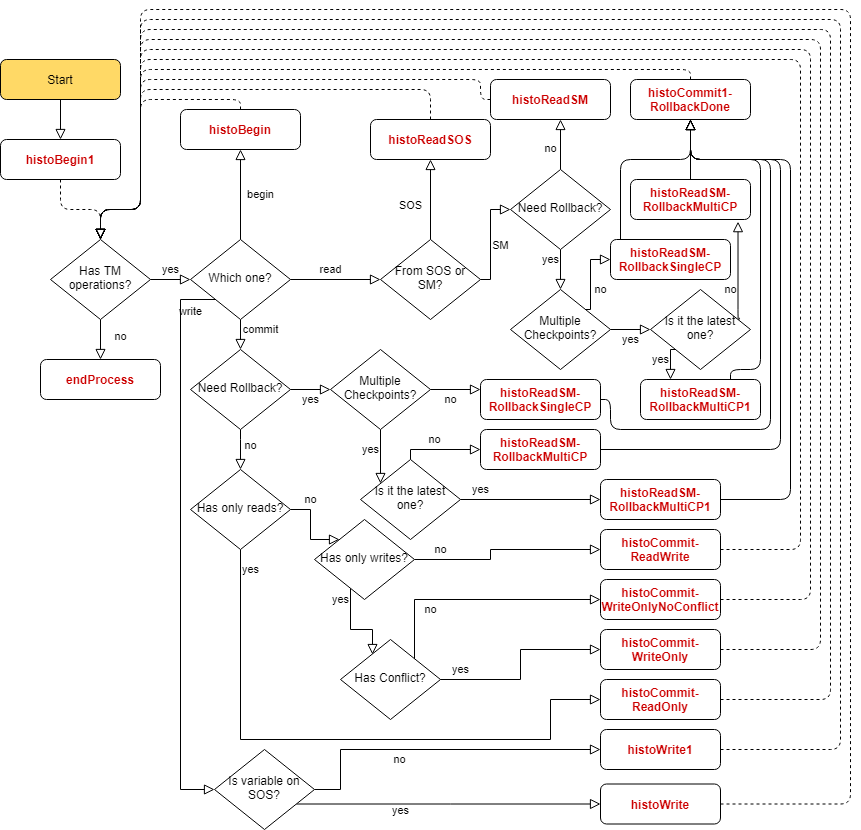 Start
histoBegin1
histoBegin
histoReadSOS
histoReadSM
histoCommit1-
RollbackDone
begin
SOS
no
Need Rollback?
histoReadSM-
RollbackMultiCP
SM
yes
histoReadSM-
RollbackSingleCP
Has TM
operations?
yes
Which one?
read
From SOS or
SM?
no
no
write
commit
no
Multiple
Checkpoints?
yes
Is it the latest
one?
yes
endProcess
Need Rollback?
yes
Multiple
Checkpoints?
no
histoReadSM-
RollbackSingleCP
histoReadSM-
RollbackMultiCP1
no
yes
no
histoReadSM-
RollbackMultiCP
Is it the latest
one?
yes
histoReadSM-
RollbackMultiCP1
Has only reads?
no
yes
Has only writes?
no
histoCommit-
ReadWrite
yes
no
histoCommit-
WriteOnlyNoConflict
Has Conflict?
yes
histoCommit-
WriteOnly
histoCommit-
ReadOnly
Is variable on
SOS?
no
histoWrite1
yes
histoWrite